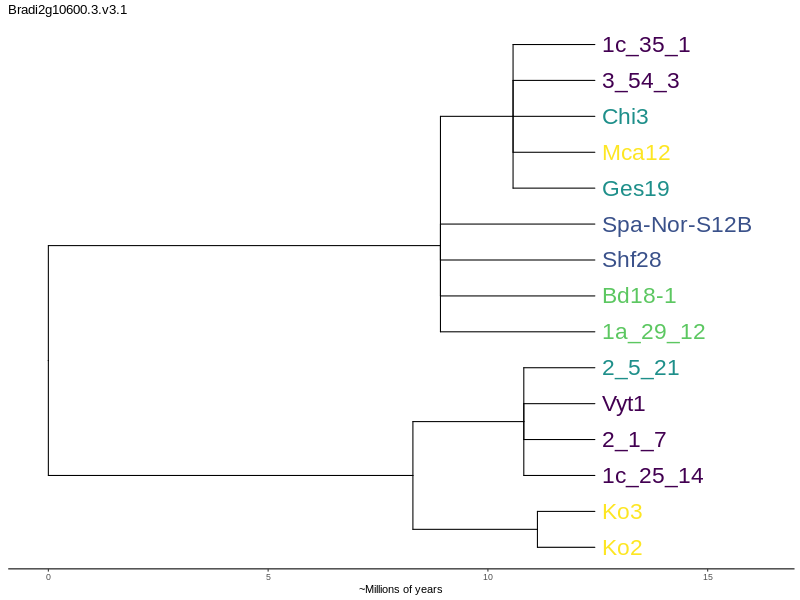 Bradi2g10600.3.v3.1
1c_35_1
3_54_3
Chi3
Mca12
Ges19
Spa-Nor-S12B
Shf28
Bd18-1
1a_29_12
2_5_21
Vyt1
2_1_7
1c_25_14
Ko3
Ko2
0 5 10 15
~Millions of years